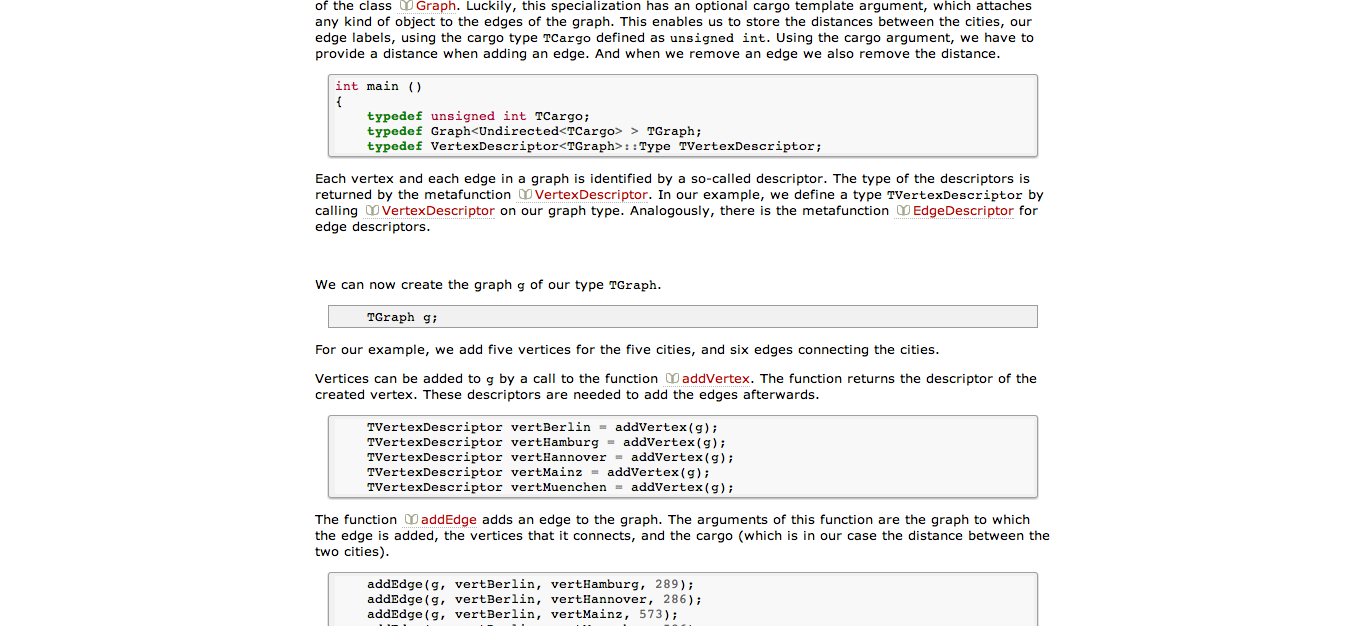 of the class Graph. Luckily, this specialization has an optional cargo template argument, which attaches
any kind of object to the edges of the graph. This enables us to store the distances between the cities, our
edge labels, using the cargo type TCargo defined as unsigned int. Using the cargo argument, we have to
provide a distance when adding an edge. And when we remove an edge we also remove the distance.
int main ()
{
typedef unsigned int TCargo;
typedef Graph<Undirected<TCargo> > TGraph;
typedef VertexDescriptor<TGraph>::Type TVertexDescriptor;
Each vertex and each edge in a graph is identified by a so-called descriptor. The type of the descriptors is
returned by the metafunction VertexDescriptor. In our example, we define a type TVertexDescriptor by
calling VertexDescriptor on our graph type. Analogously, there is the metafunction EdgeDescriptor for
edge descriptors.
We can now create the graph g of our type TGraph.
TGraph g;
For our example, we add five vertices for the five cities, and six edges connecting the cities.
Vertices can be added to g by a call to the function addVertex. The function returns the descriptor of the
created vertex. These descriptors are needed to add the edges afterwards.
TVertexDescriptor vertBerlin = addVertex(g);
TVertexDescriptor vertHamburg = addVertex(g);
TVertexDescriptor vertHannover = addVertex(g);
TVertexDescriptor vertMainz = addVertex(g);
TVertexDescriptor vertMuenchen = addVertex(g);
The function addEdge adds an edge to the graph. The arguments of this function are the graph to which
the edge is added, the vertices that it connects, and the cargo (which is in our case the distance between the
two cities).
addEdge(g, vertBerlin, vertHamburg, 289);
addEdge(g, vertBerlin, vertHannover, 286);
addEdge(g, vertBerlin, vertMainz, 573);